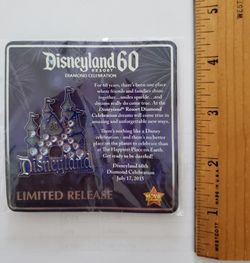 Disneyland 60
RESORT
DIAMOND CELEBRATION
For 60 years, there's been one place
where friends and families share
together... smiles sparkle... and
dreams really do come true. At the
Disneyland® Resort Diamond
Celebration dreams will come true in
amazing and unforgettable new ways.
There's nothing like a Disney
celebration - and there's no better
place on the planet to celebrate than
at The Happiest Place on Earth.
Get ready to be dazzled!
Disneyland 60th
Diamond Celebration
July 17, 2015
Disneyland
LIMITED RELEASE
1
2
3
4
5
WESTCOTT